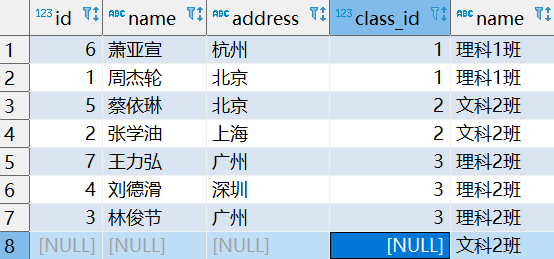 123 id ABC name ABC address 123 class_id ABC name
1 6 萧亚宣 杭州 1 理科1班
2 1 周杰轮 北京 1 理科1班
3 5 蔡依琳 北京 2 文科2班
4 2 张学油 上海 2 文科2班
5 7 王力弘 广州 3 理科2班
6 4 刘德滑 深圳 3 理科2班
7 3 林俊节 广州 3 理科2班
8 [NULL] [NULL] [NULL] [NULL] 文科2班